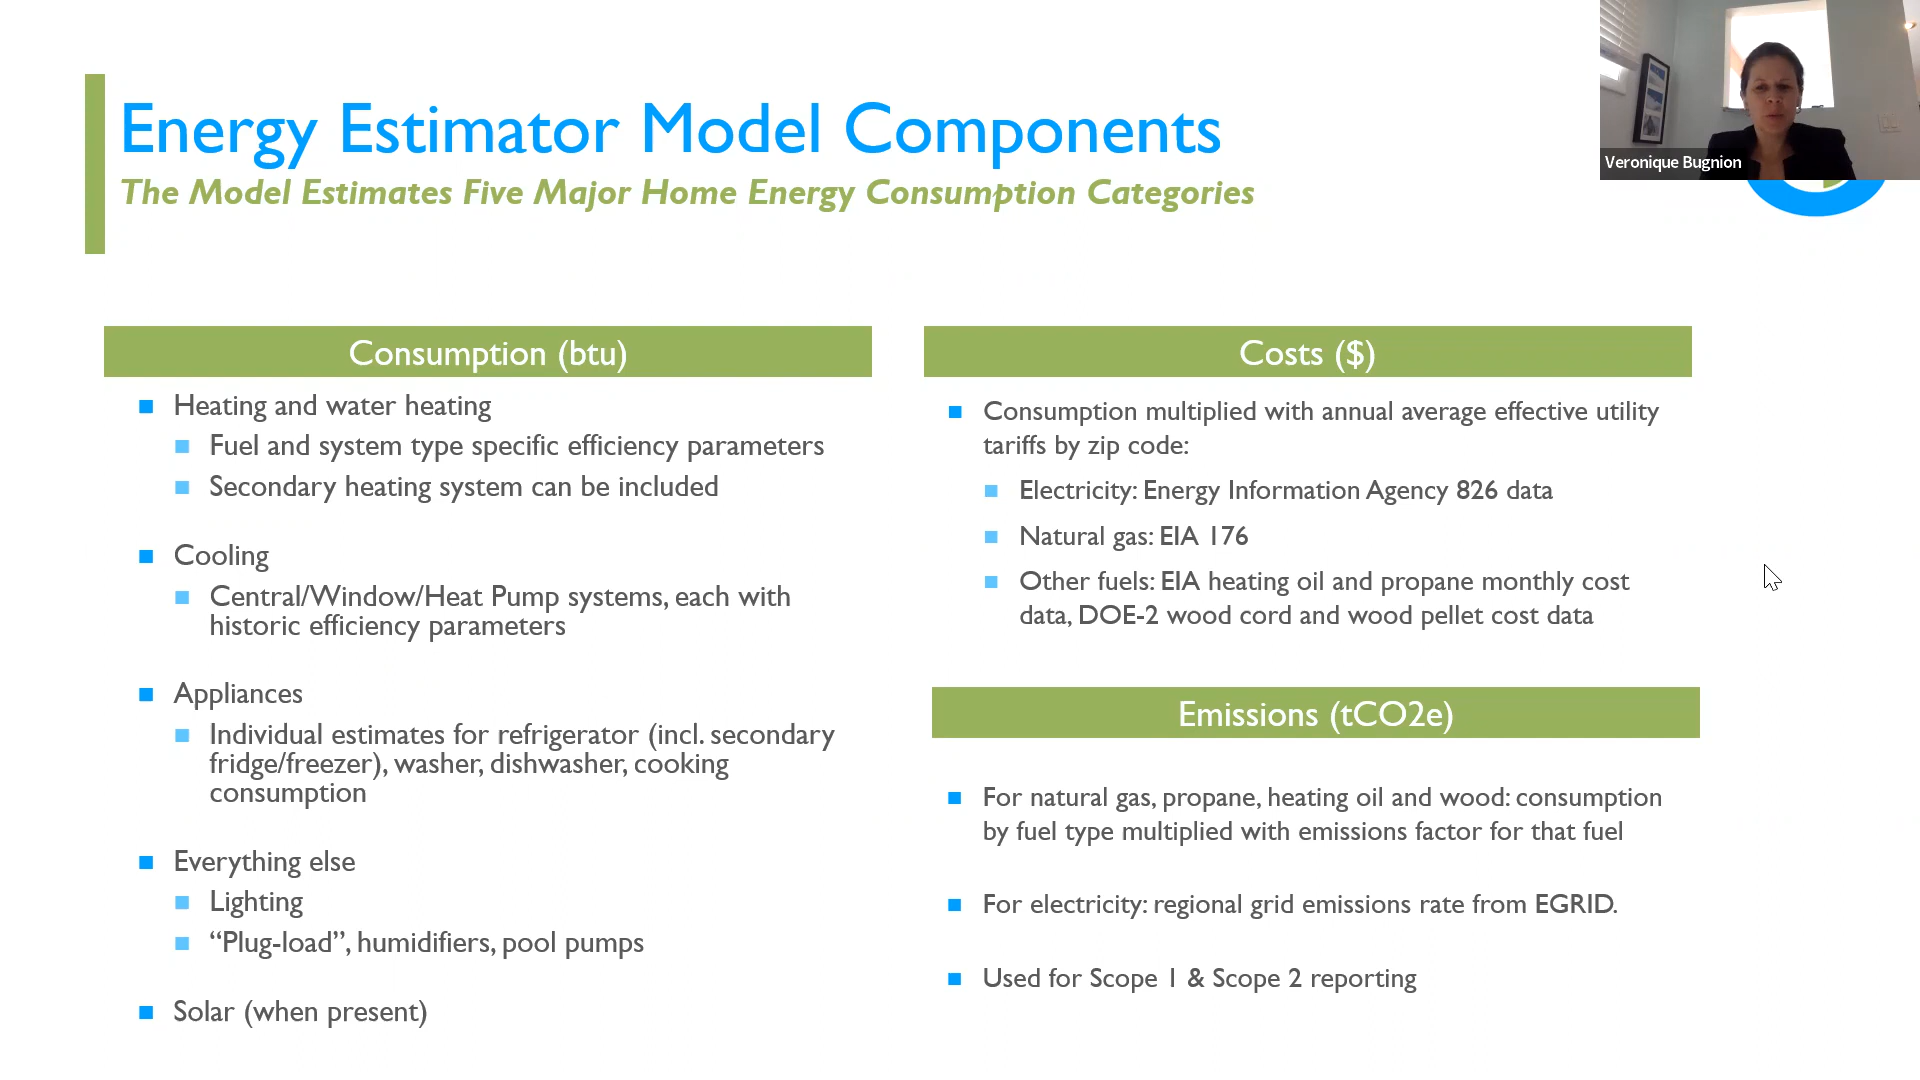 Energy Estimator Model Components
The Model Estimates Five Major Home Energy Consumption Categories
Veronique Bugnion
Consumption (btu)
Heating and water heating
Fuel and system type specific efficiency parameters
Secondary heating system can be included
Cooling
Central/Window/Heat Pump systems, each with
historic efficiency parameters
Appliances
Individual estimates for refrigerator (incl. secondary
fridge/freezer), washer, dishwasher, cooking
consumption
Everything else
Lighting
“Plug-load”, humidifiers, pool pumps
Solar (when present)
Costs ($)
Consumption multiplied with annual average effective utility
tariffs by zip code:
Electricity: Energy Information Agency 826 data
Natural gas: EIA 176
Other fuels: EIA heating oil and propane monthly cost
data, DOE-2 wood cord and wood pellet cost data
Emissions (tCO2e)
For natural gas, propane, heating oil and wood: consumption
by fuel type multiplied with emissions factor for that fuel
For electricity: regional grid emissions rate from EGRID.
Used for Scope 1 & Scope 2 reporting